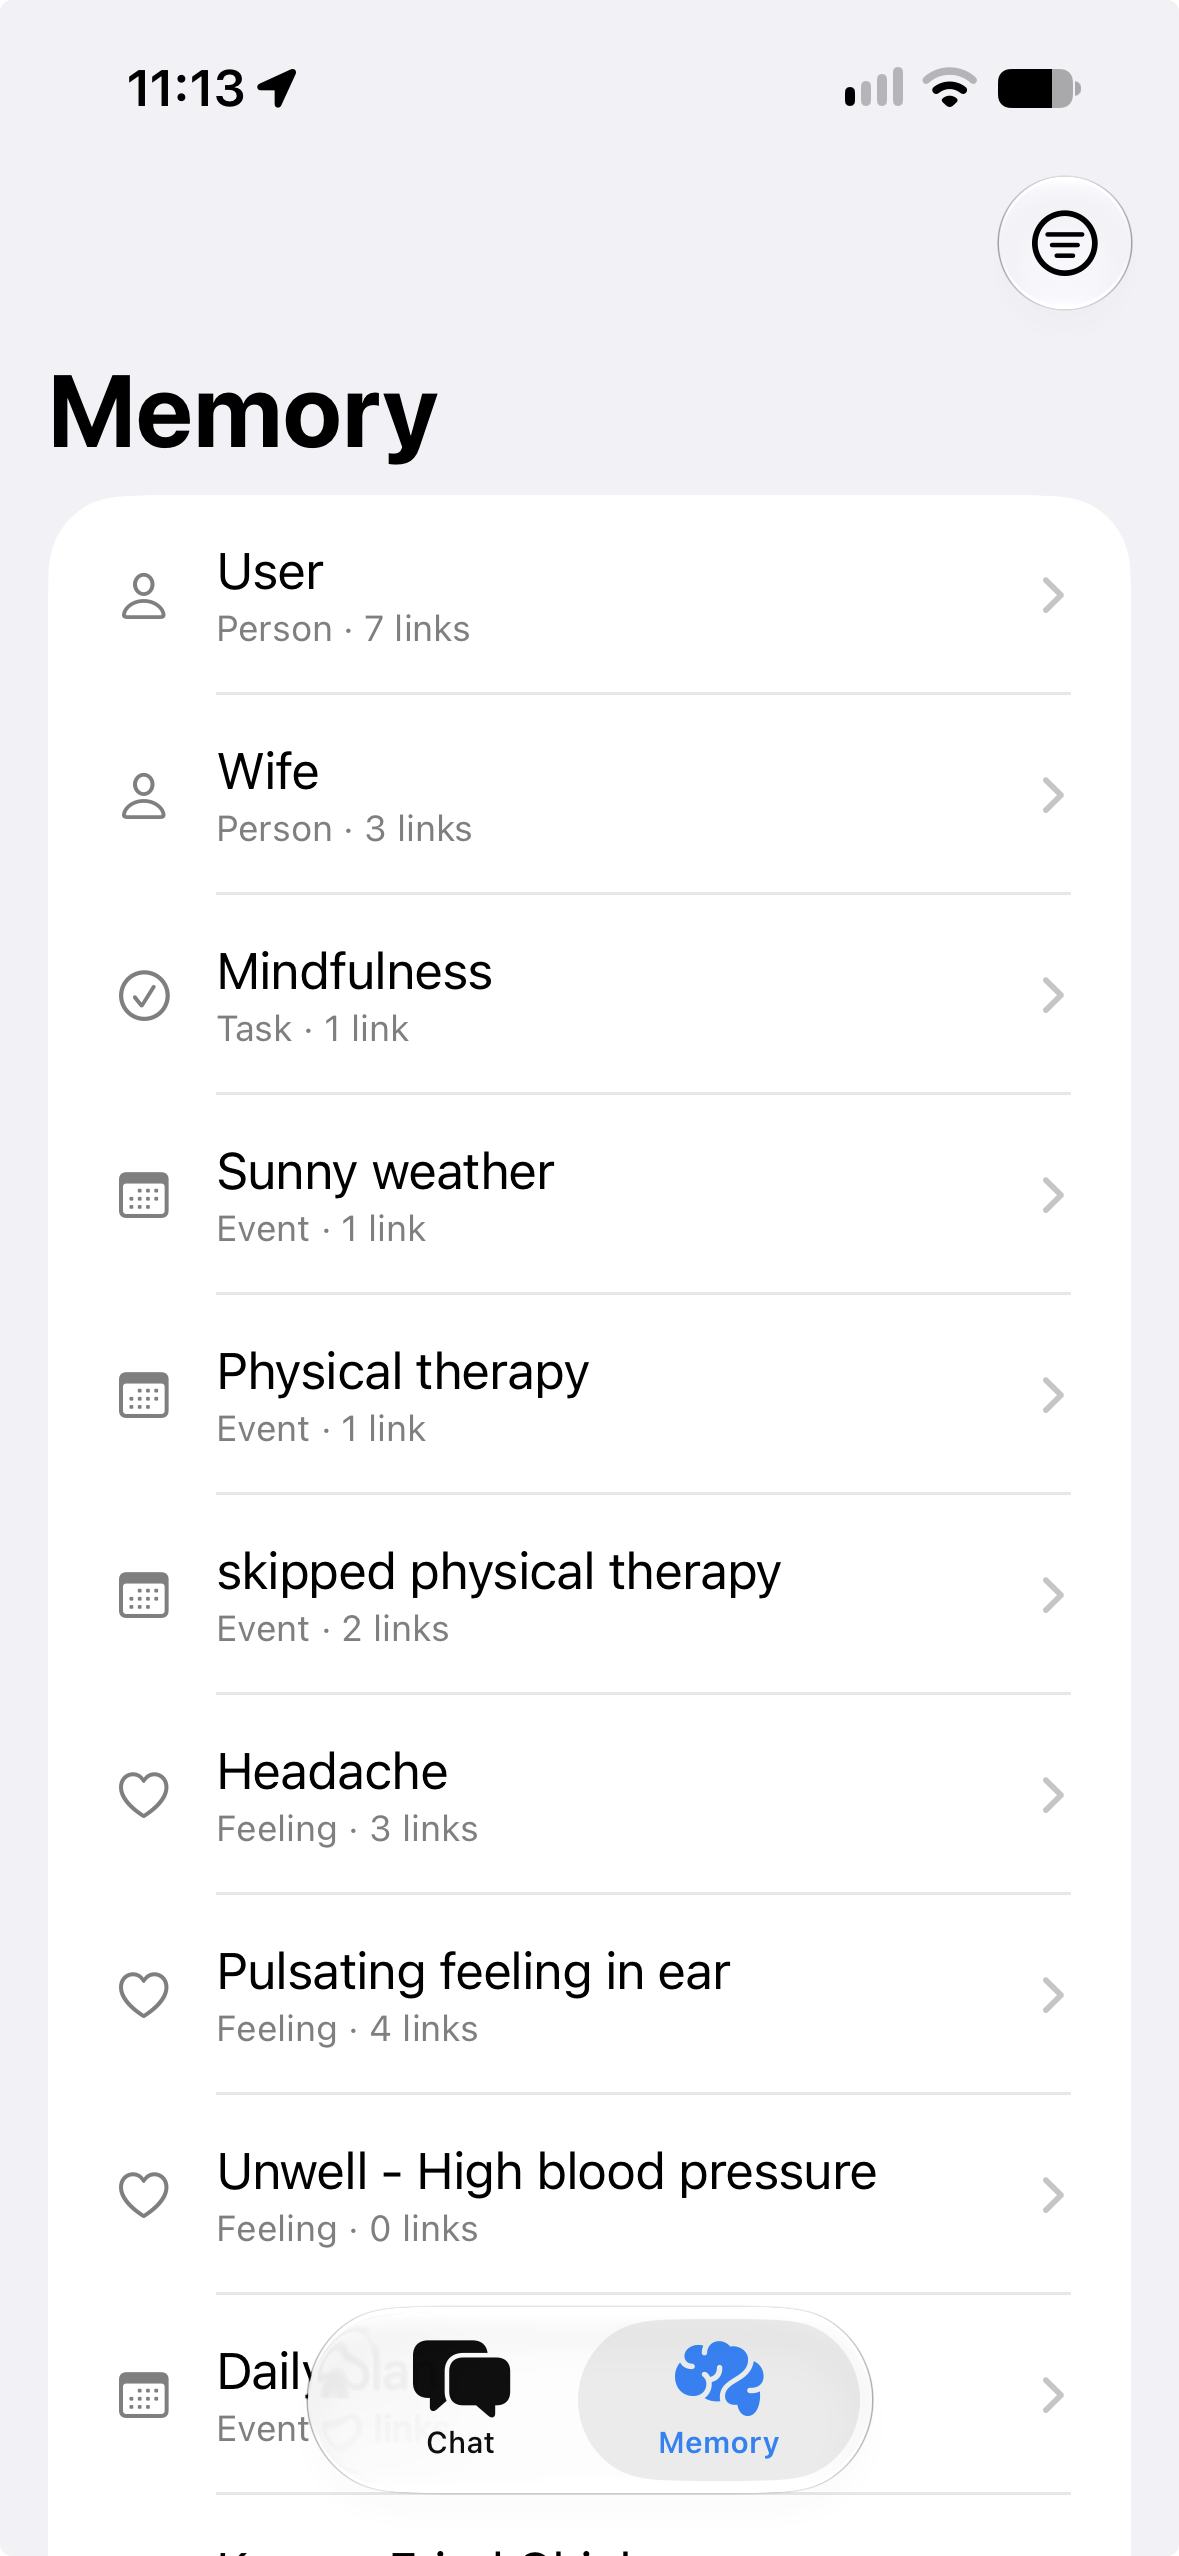 11:13
Memory
User
Person · 7 links
Wife
Person · 3 links
Mindfulness
Task · 1 link
Sunny weather
Event · 1 link
Physical therapy
Event · 1 link
skipped physical therapy
Event · 2 links
Headache
Feeling · 3 links
Pulsating feeling in ear
Feeling · 4 links
Unwell - High blood pressure
Feeling · 0 links
Daily
Event
Chat
Memory